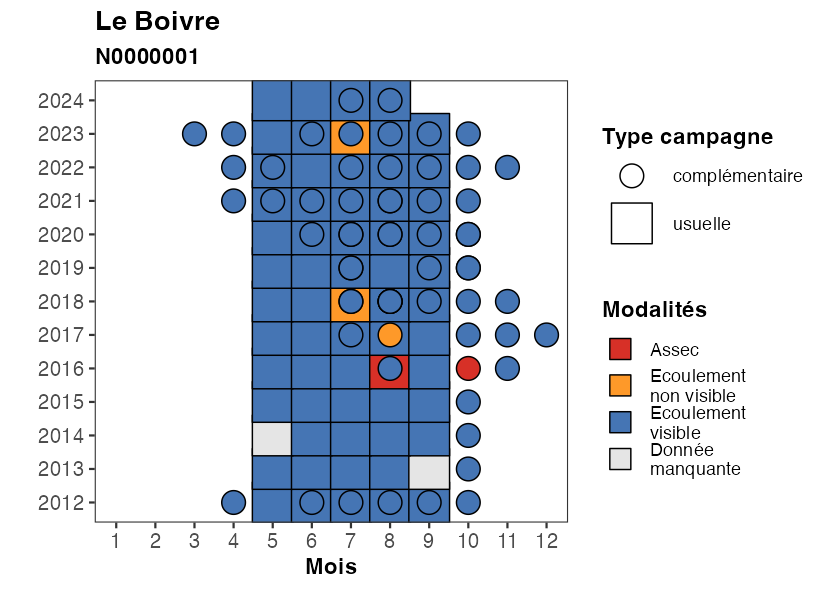 Le Boivre
N0000001
2024
2023
2022
2021
2020
2019
2018
2017
2016
2015
2014
2013
2012
1 2 3 4 5 6 7 8 9 10 11 12
Mois
Type campagne
complémentaire
usuelle
Modalités
Assec
Ecoulement
non visible
Ecoulement
visible
Donnée
manquante